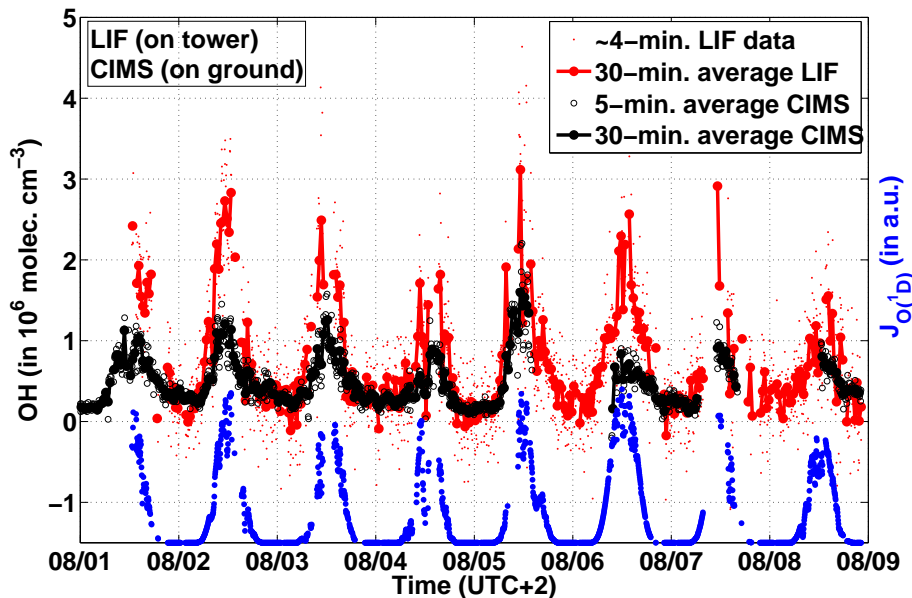 LIF (on tower)
CIMS (on ground)
~4−min. LIF data
30−min. average LIF
5−min. average CIMS
30−min. average CIMS
OH (in 10⁶ molec. cm⁻³)
5
4
3
2
1
0
−1
J_O(¹D) (in a.u.)
08/01 08/02 08/03 08/04 08/05 08/06 08/07 08/08 08/09
Time (UTC+2)